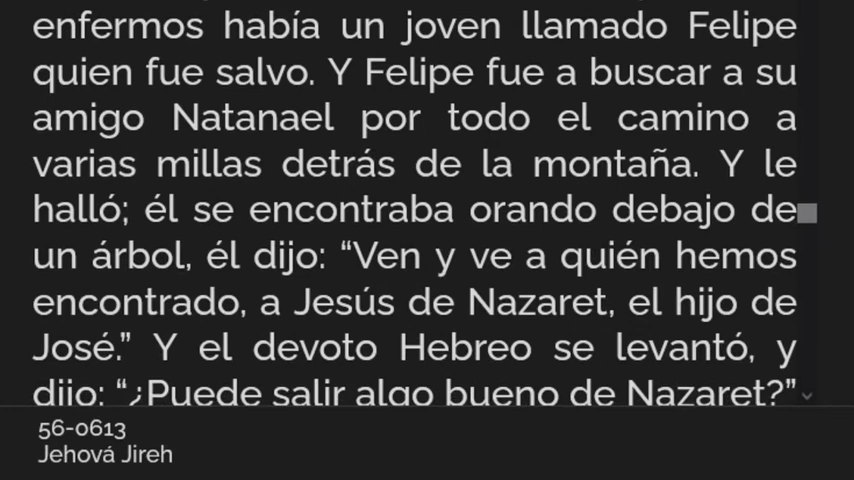 enfermos había un joven llamado Felipe
quien fue salvo. Y Felipe fue a buscar a su
amigo Natanael por todo el camino a
varias millas detrás de la montaña. Y le
halló; él se encontraba orando debajo de
un árbol, él dijo: “Ven y ve a quién hemos
encontrado, a Jesús de Nazaret, el hijo de
José.” Y el devoto Hebreo se levantó, y
dijo: “¿Puede salir algo bueno de Nazaret?”
56-0613
Jehová Jireh